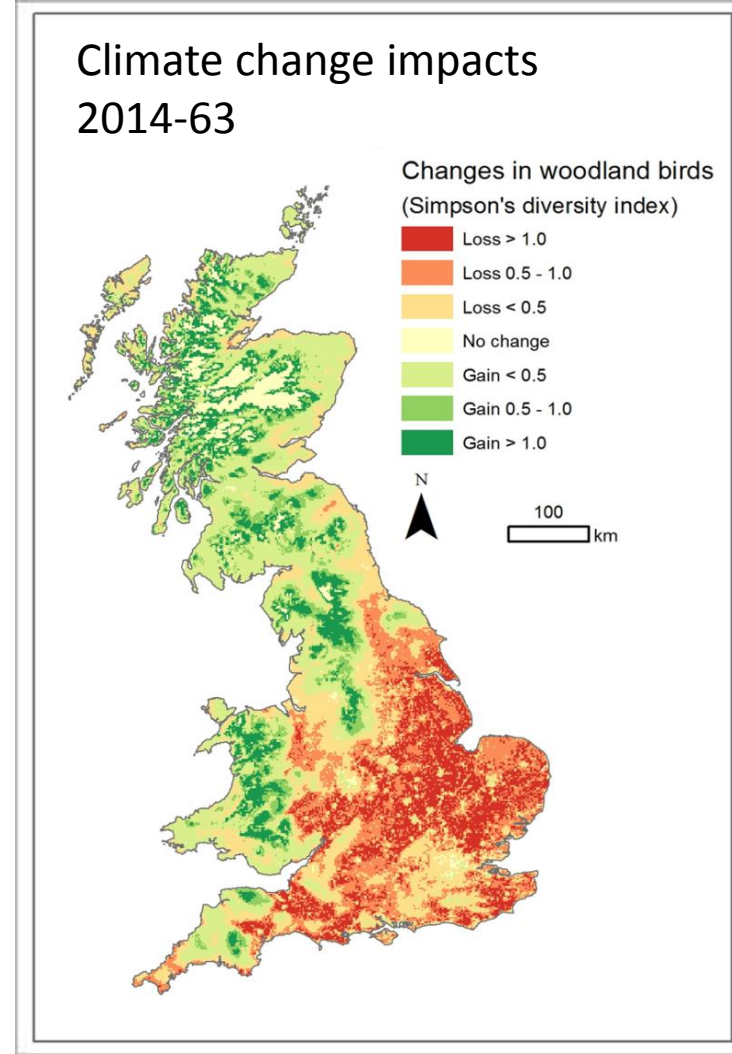 Climate change impacts
2014-63
Changes in woodland birds
(Simpson's diversity index)
Loss > 1.0
Loss 0.5 - 1.0
Loss < 0.5
No change
Gain < 0.5
Gain 0.5 - 1.0
Gain > 1.0
N
100
km